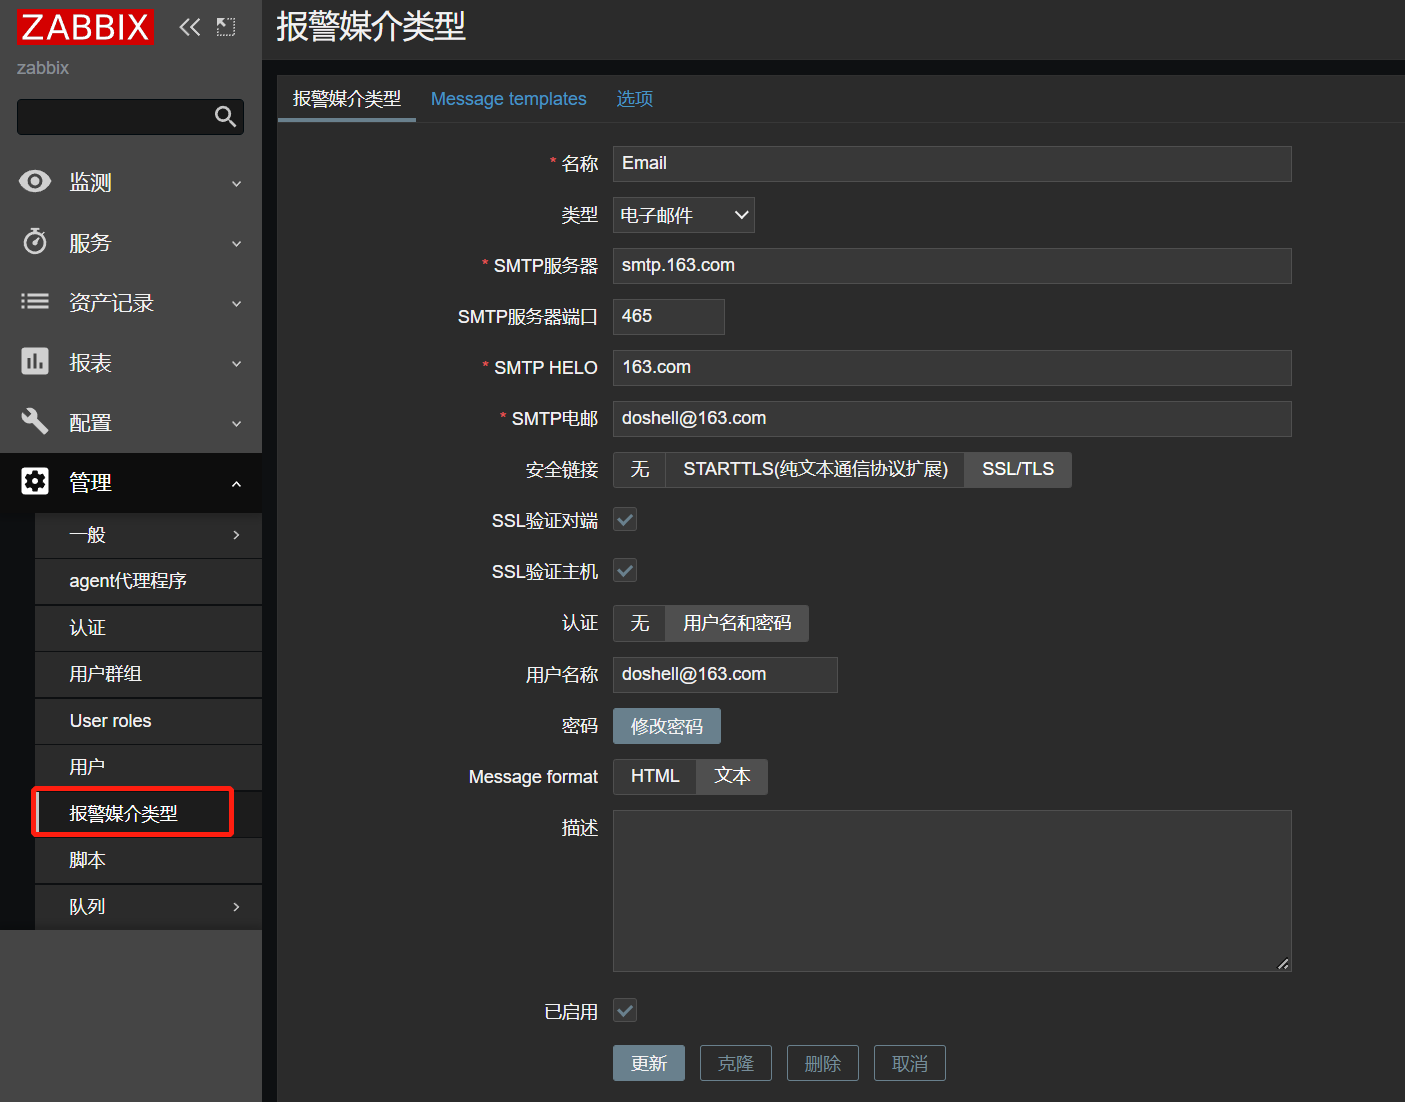 ZABBIX
zabbix
监测
服务
资产记录
报表
配置
管理
一般
agent代理程序
认证
用户群组
User roles
用户
报警媒介类型
脚本
队列
报警媒介类型
报警媒介类型 Message templates 选项
* 名称 Email
类型 电子邮件
* SMTP服务器 smtp.163.com
SMTP服务器端口 465
* SMTP HELO 163.com
* SMTP电邮 doshell@163.com
安全链接 无 STARTTLS(纯文本通信协议扩展) SSL/TLS
SSL验证对端
SSL验证主机
认证 无 用户名和密码
用户名称 doshell@163.com
密码 修改密码
Message format HTML 文本
描述
已启用
更新 克隆 删除 取消